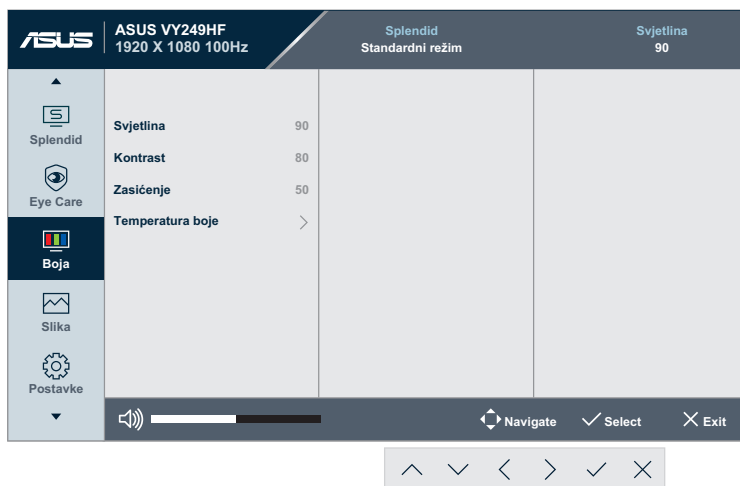 ASUS
ASUS VY249HF
1920 X 1080 100Hz
Splendid
Standardni režim
Svjetlina
90
Splendid
Eye Care
Boja
Slika
Postavke
Svjetlina 90
Kontrast 80
Zasićenje 50
Temperatura boje
Navigate Select Exit